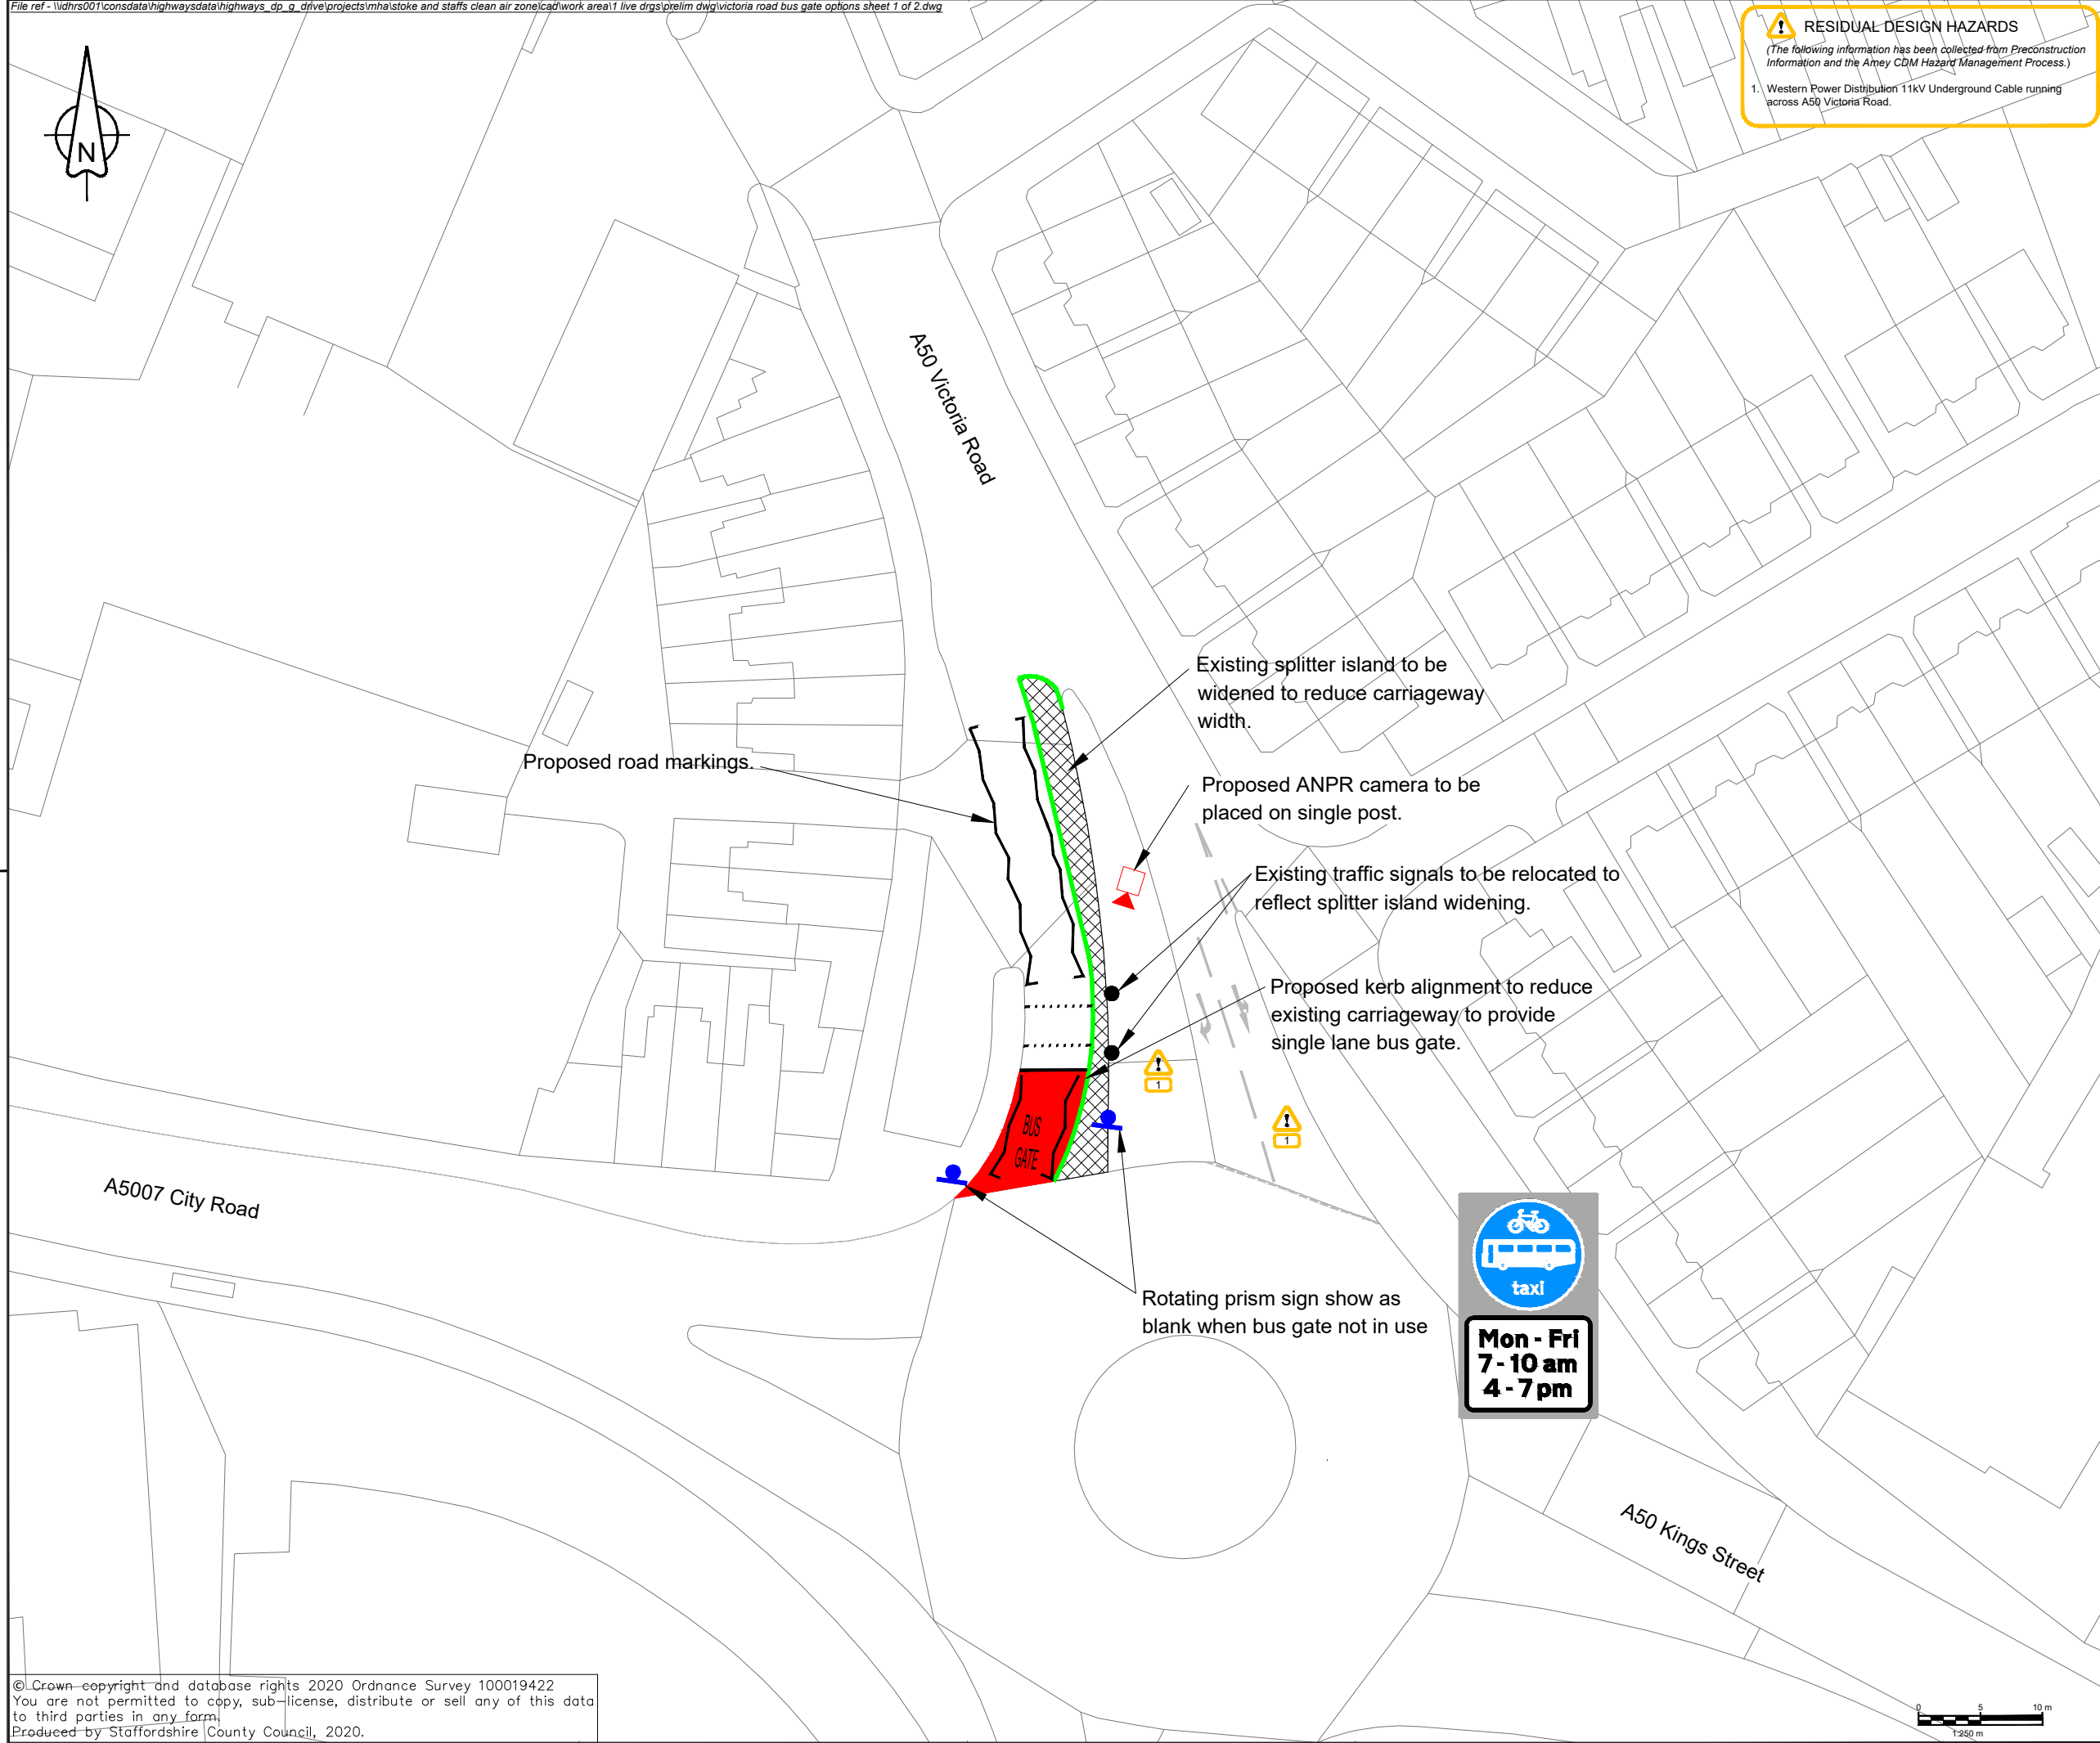 File ref - \\idhrs001\consdata\highwaysdata\highways_dp_g_drive\projects\mha\stoke and staffs clean air zone\cad\work area\1 live drgs\prelim dwg\victoria road bus gate options sheet 1 of 2.dwg
RESIDUAL DESIGN HAZARDS
(The following information has been collected from Preconstruction
Information and the Amey CDM Hazard Management Process.)
1. Western Power Distribution 11kV Underground Cable running
across A50 Victoria Road.
N
A50 Victoria Road
Existing splitter island to be
widened to reduce carriageway
width.
Proposed road markings.
Proposed ANPR camera to be
placed on single post.
Existing traffic signals to be relocated to
reflect splitter island widening.
Proposed kerb alignment to reduce
existing carriageway to provide
single lane bus gate.
1
1
BUS
GATE
A5007 City Road
Rotating prism sign show as
blank when bus gate not in use
taxi
Mon - Fri
7 - 10 am
4 - 7 pm
A50 Kings Street
© Crown copyright and database rights 2020 Ordnance Survey 100019422
You are not permitted to copy, sub-license, distribute or sell any of this data
to third parties in any form.
Produced by Staffordshire County Council, 2020.
0 5 10 m
1:250 m